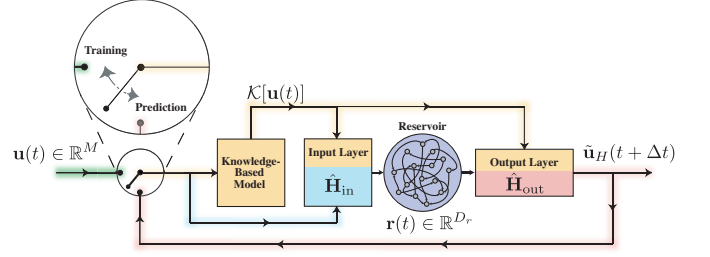 Training
Prediction
𝒦[𝐮(t)]
𝐮(t) ∈ ℝ^M
Knowledge-
Based
Model
Input Layer
Ĥ_in
Reservoir
𝐫(t) ∈ ℝ^{D_r}
Output Layer
Ĥ_out
ũ_H(t + Δt)